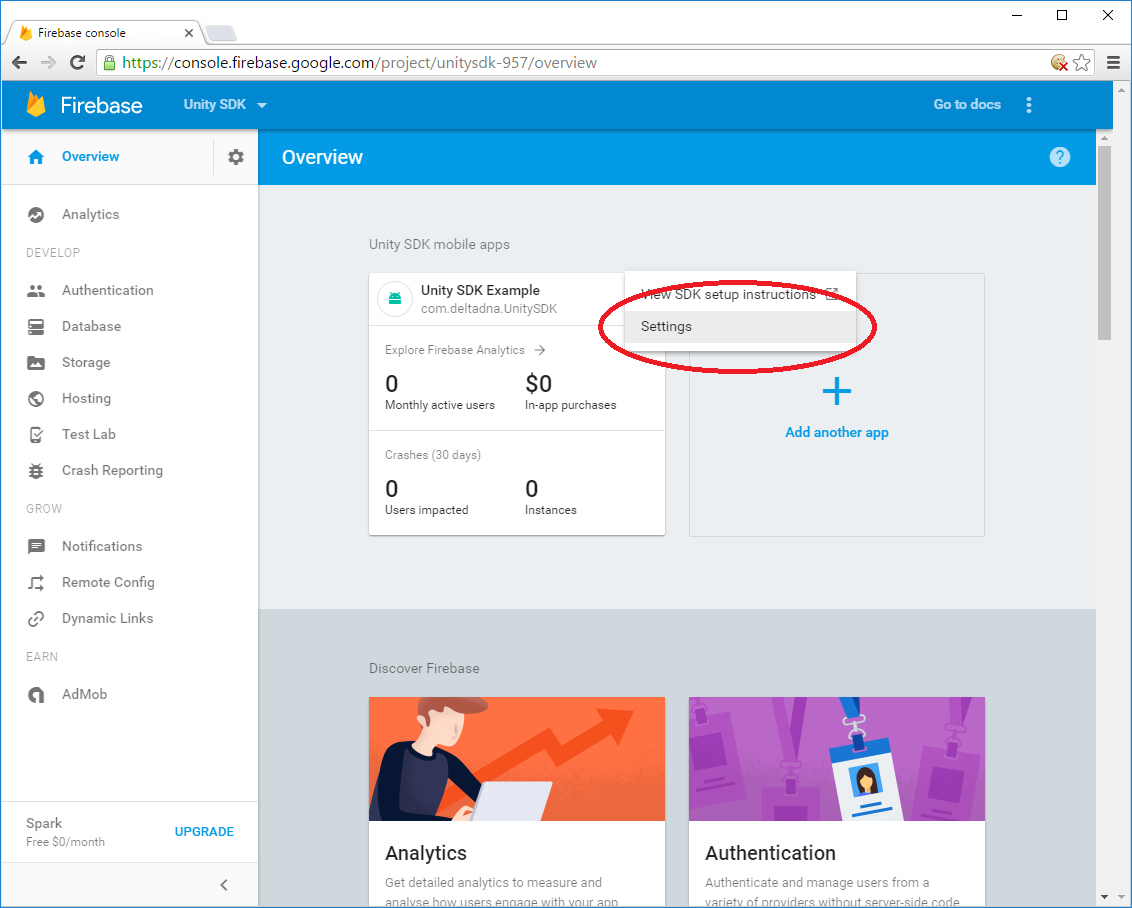 Firebase console
https://console.firebase.google.com/project/unitysdk-957/overview
Firebase
Unity SDK
Go to docs
Overview
Overview
Analytics
DEVELOP
Authentication
Database
Storage
Hosting
Test Lab
Crash Reporting
GROW
Notifications
Remote Config
Dynamic Links
EARN
AdMob
Spark
Free $0/month
UPGRADE
Unity SDK mobile apps
Unity SDK Example
com.deltadna.UnitySDK
View SDK setup instructions
Settings
Explore Firebase Analytics
0
$0
Monthly active users
In-app purchases
Crashes (30 days)
0
0
Users impacted
Instances
Add another app
Discover Firebase
Analytics
Get detailed analytics to measure and
analyse how users engage with your app
Authentication
Authenticate and manage users from a
variety of providers without server-side code